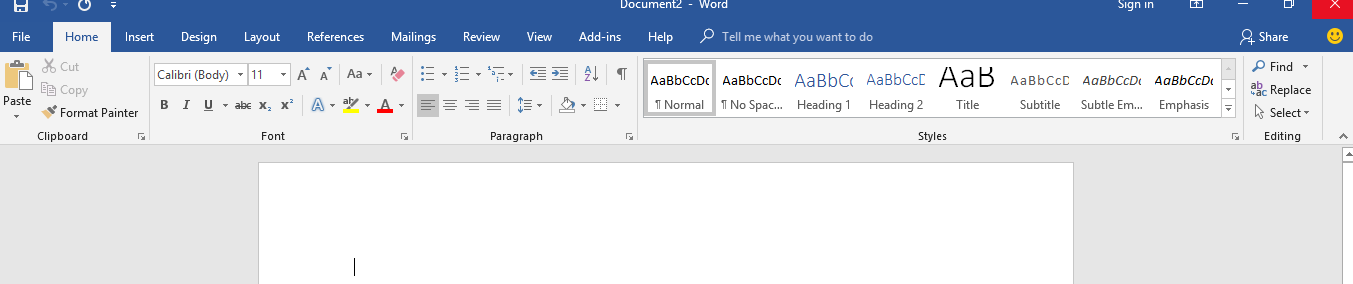 Document2 - Word
Sign in
File Home Insert Design Layout References Mailings Review View Add-ins Help Tell me what you want to do Share
Paste
Cut
Copy
Format Painter
Clipboard
Calibri (Body) 11 Aa
B I U abc x₂ x² A ab A
Font
Paragraph
AaBbCcDc AaBbCcDc AaBbCc AaBbCcD AaB AaBbCcD AaBbCcDc AaBbCcDc
¶ Normal ¶ No Spac... Heading 1 Heading 2 Title Subtitle Subtle Em... Emphasis
Styles
Find
Replace
Select
Editing